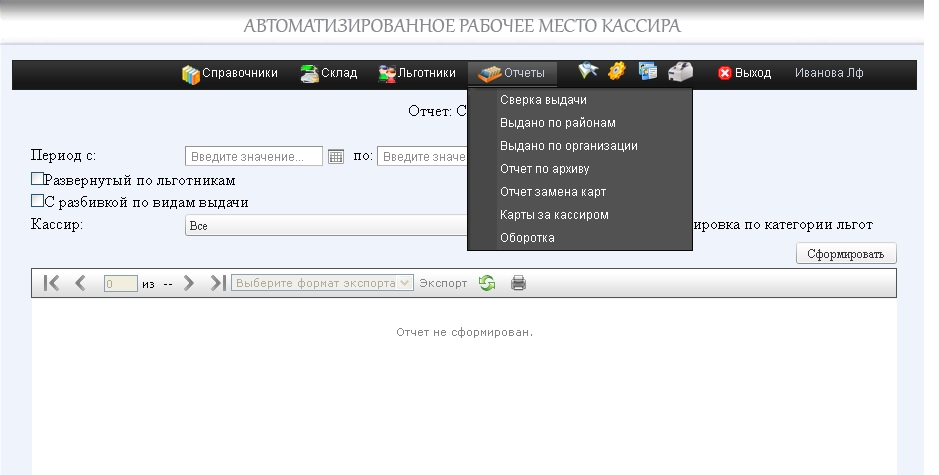 АВТОМАТИЗИРОВАННОЕ РАБОЧЕЕ МЕСТО КАССИРА
Справочники Склад Льготники Отчеты Выход Иванова Лф
Сверка выдачи
Отчет: С
Выдано по районам
Выдано по организации
Период с: Введите значение... по: Введите значе
Отчет по архиву
Развернутый по льготникам
Отчет замена карт
С разбивкой по видам выдачи
Карты за кассиром
Кассир: Все ировка по категории льгот
Оборотка
Сформировать
0 из -- Выберите формат экспорта Экспорт
Отчет не сформирован.